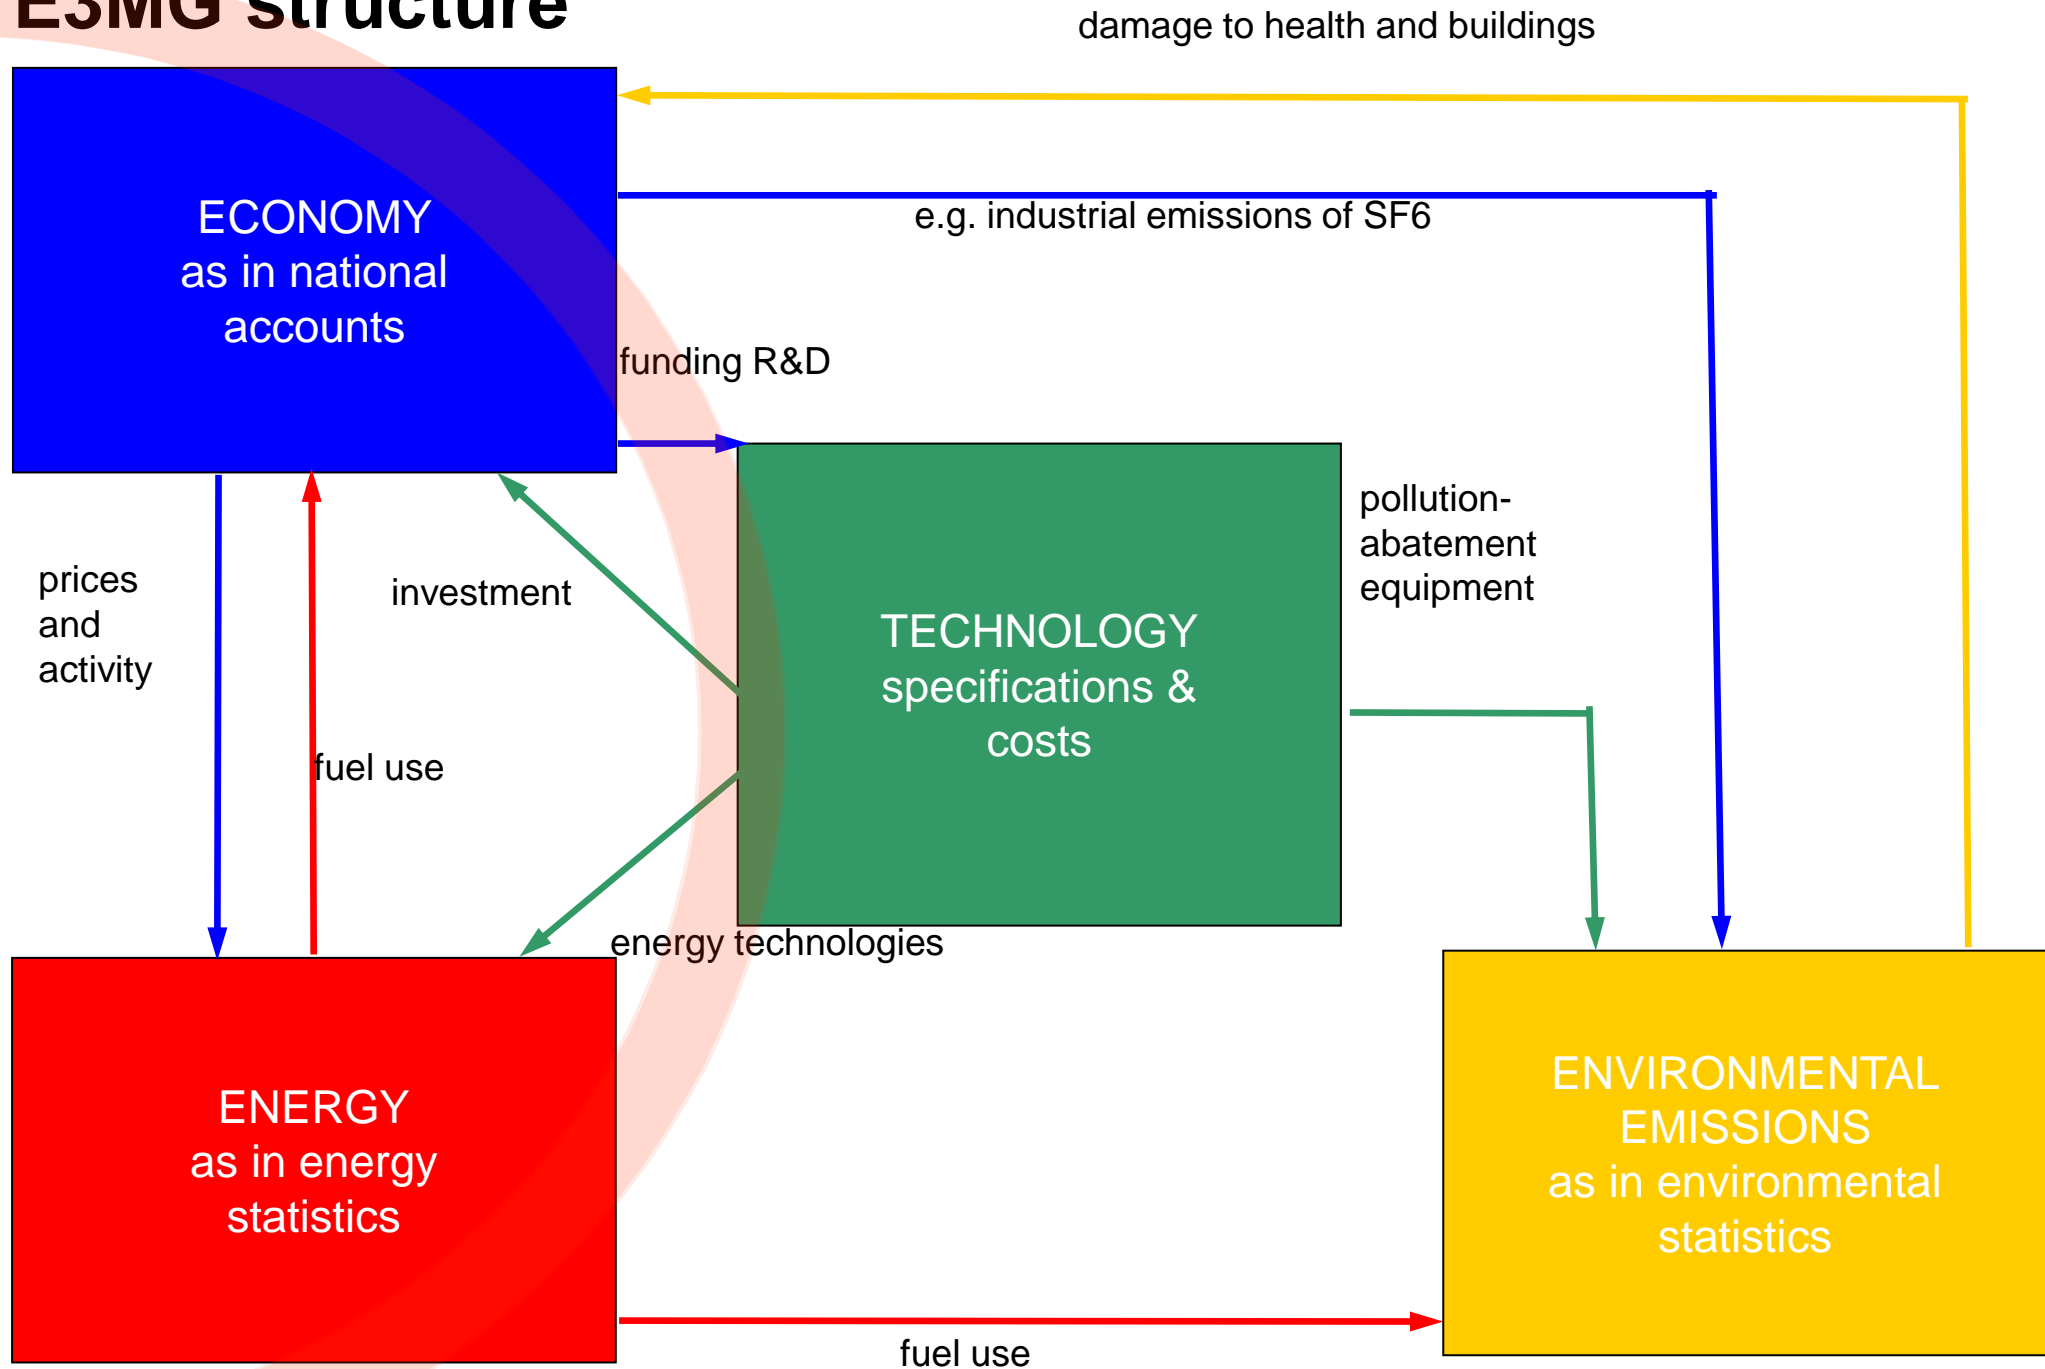 E3MG structure
damage to health and buildings
ECONOMY
as in national
accounts
e.g. industrial emissions of SF6
funding R&D
prices
and
activity
investment
fuel use
TECHNOLOGY
specifications &
costs
pollution-
abatement
equipment
energy technologies
ENERGY
as in energy
statistics
ENVIRONMENTAL
EMISSIONS
as in environmental
statistics
fuel use